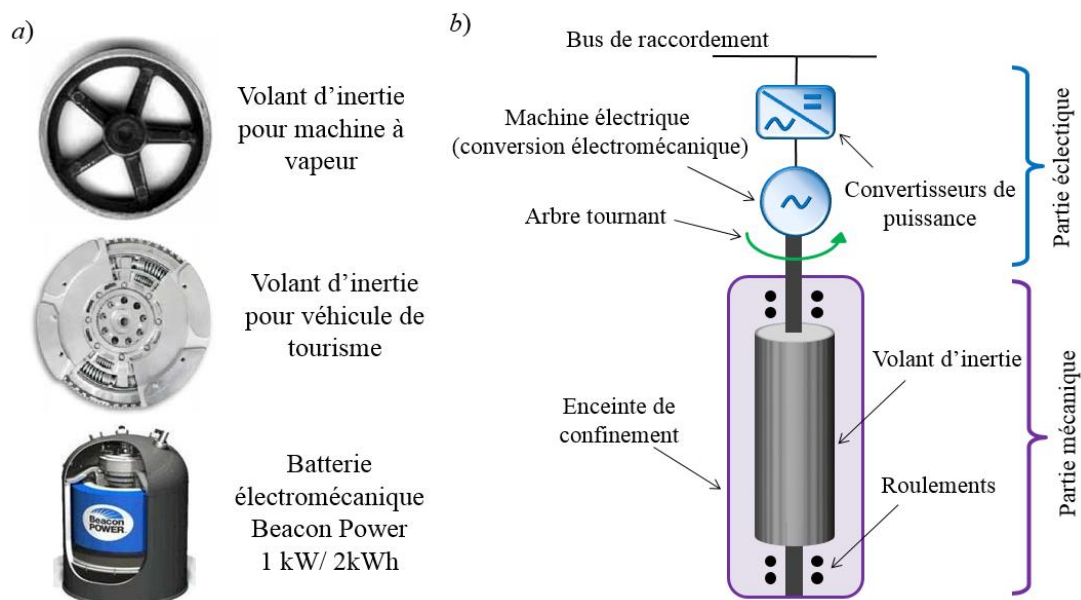 a)
Volant d’inertie
pour machine à
vapeur
Volant d’inertie
pour véhicule de
tourisme
Beacon
POWER
Batterie
électromécanique
Beacon Power
1 kW/ 2kWh
b)
Bus de raccordement
Machine électrique
(conversion électromécanique)
Convertisseurs de
puissance
Arbre tournant
Partie éclectique
Volant d’inertie
Enceinte de
confinement
Roulements
Partie mécanique